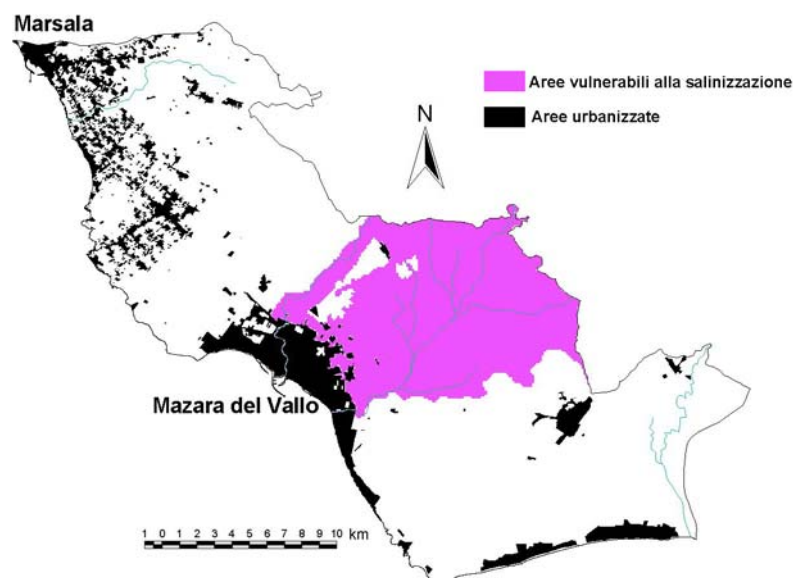 Marsala
Aree vulnerabili alla salinizzazione
Aree urbanizzate
N
Mazara del Vallo
1 0 1 2 3 4 5 6 7 8 9 10 km